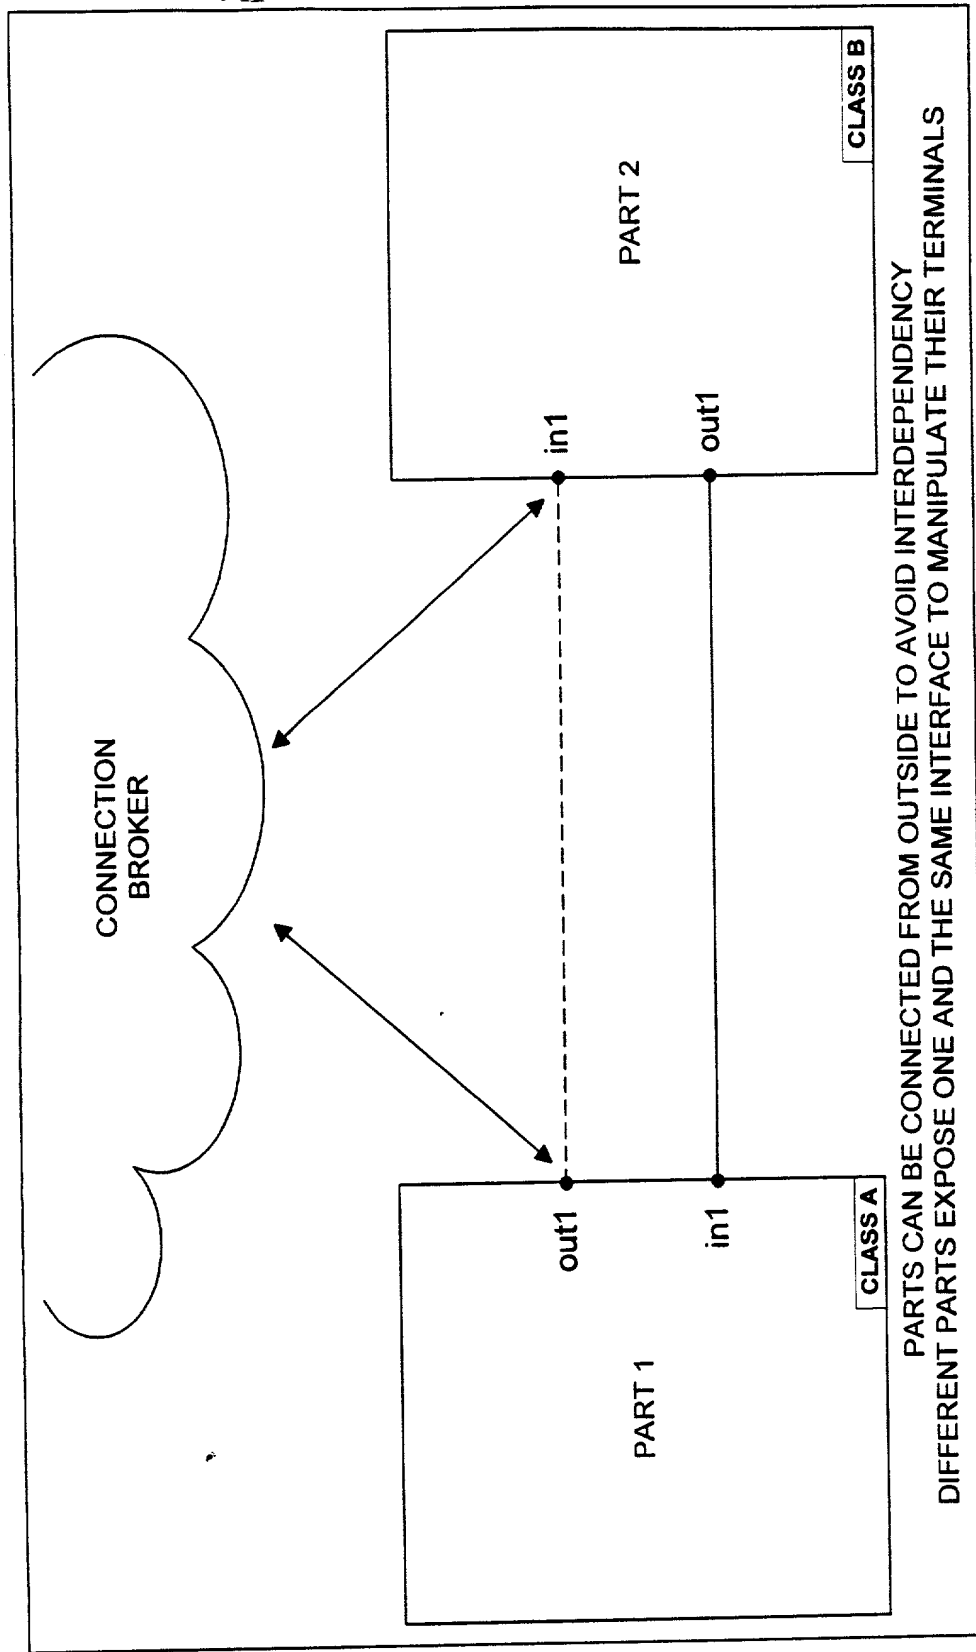 CONNECTION
BROKER
PART 1
out1
in1
CLASS A
PART 2
in1
out1
CLASS B
PARTS CAN BE CONNECTED FROM OUTSIDE TO AVOID INTERDEPENDENCY
DIFFERENT PARTS EXPOSE ONE AND THE SAME INTERFACE TO MANIPULATE THEIR TERMINALS